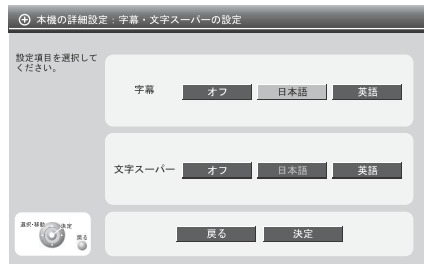 本機の詳細設定：字幕・文字スーパーの設定
設定項目を選択して
ください。
字幕 オフ 日本語 英語
文字スーパー オフ 日本語 英語
選択・移動 決定
戻る
戻る 決定